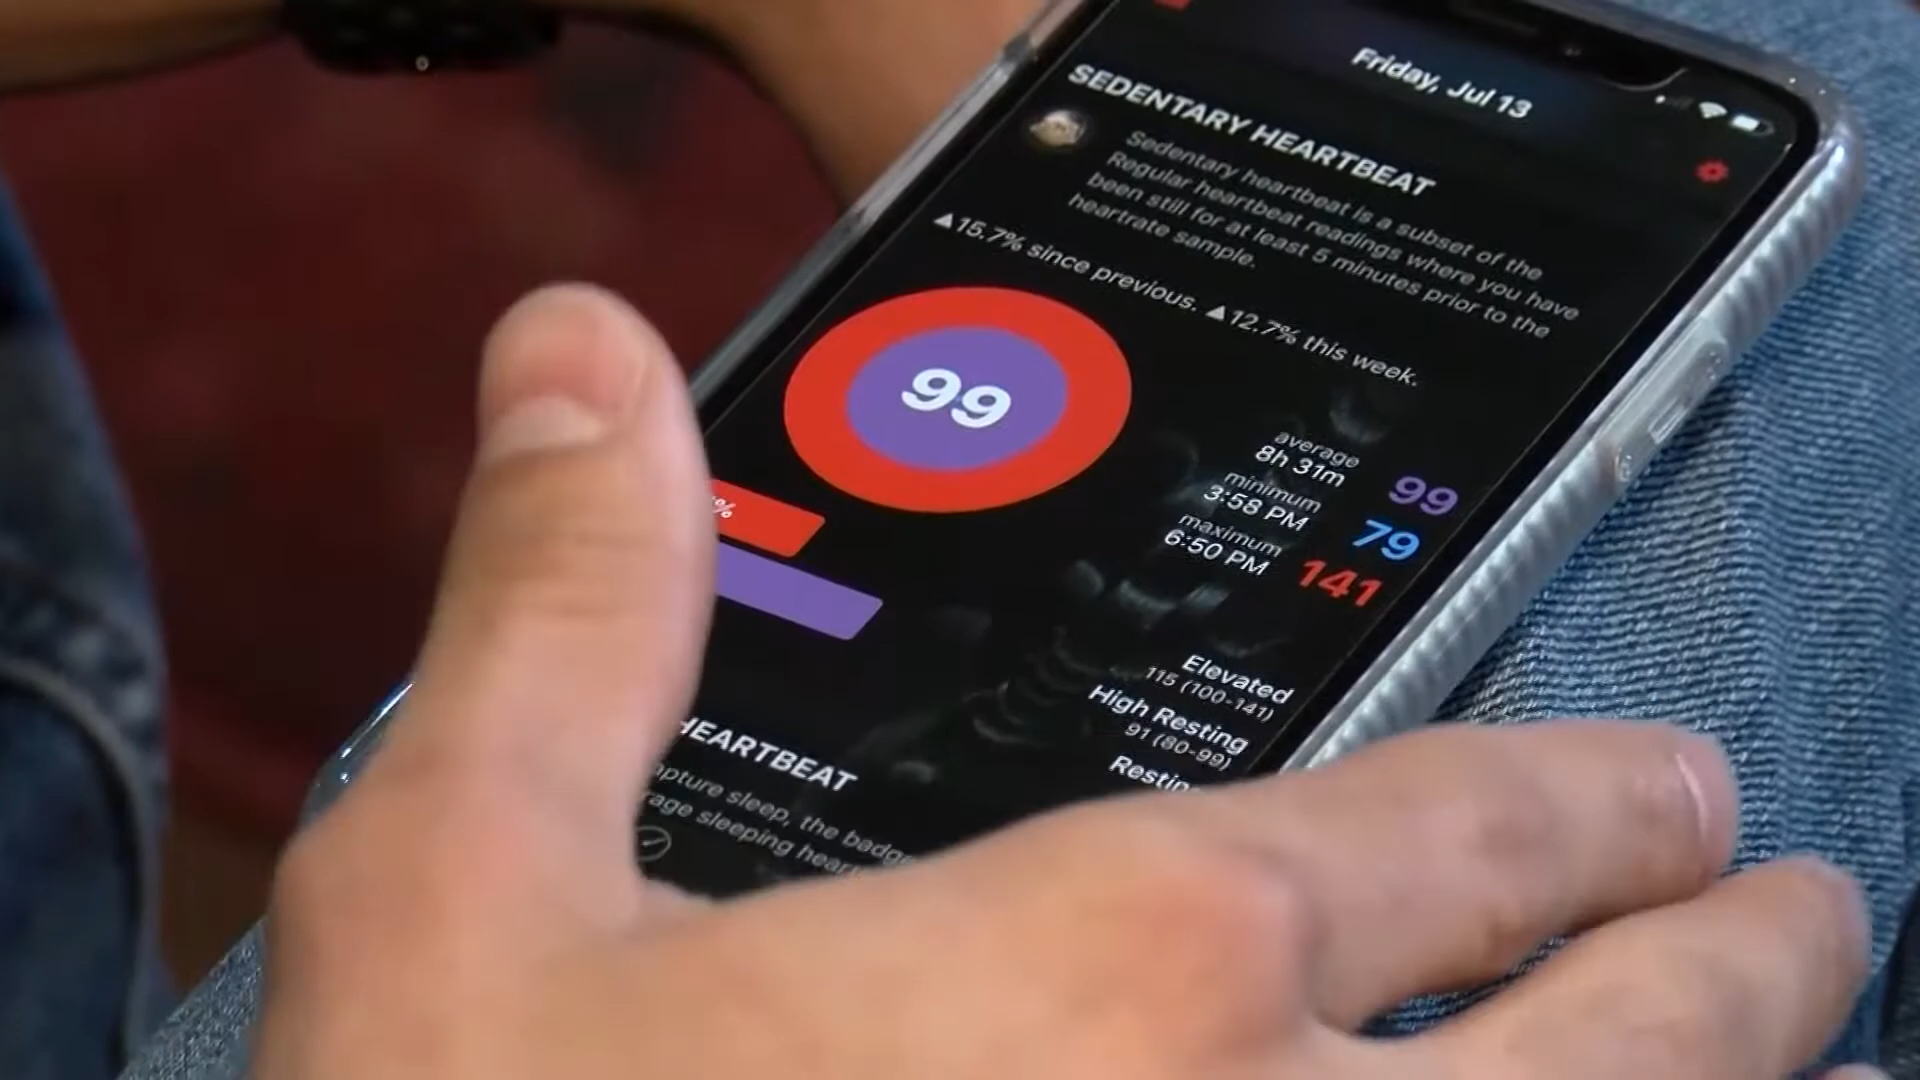 Friday, Jul 13
SEDENTARY HEARTBEAT
Sedentary heartbeat is a subset of the
Regular heartbeat readings where you have
been still for at least 5 minutes prior to the
heartrate sample.
▲15.7% since previous. ▲12.7% this week.
99
average
8h 31m
99
minimum
3:58 PM
79
maximum
6:50 PM
141
%
Elevated
115 (100-141)
High Resting
91 (80-99)
HEARTBEAT
sleep, the
sleeping